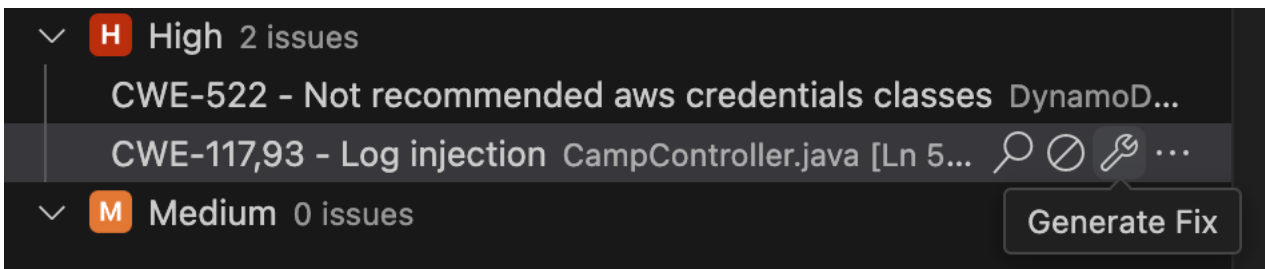 H High 2 issues
CWE-522 - Not recommended aws credentials classes DynamoD...
CWE-117,93 - Log injection CampController.java [Ln 5... ...
M Medium 0 issues
Generate Fix